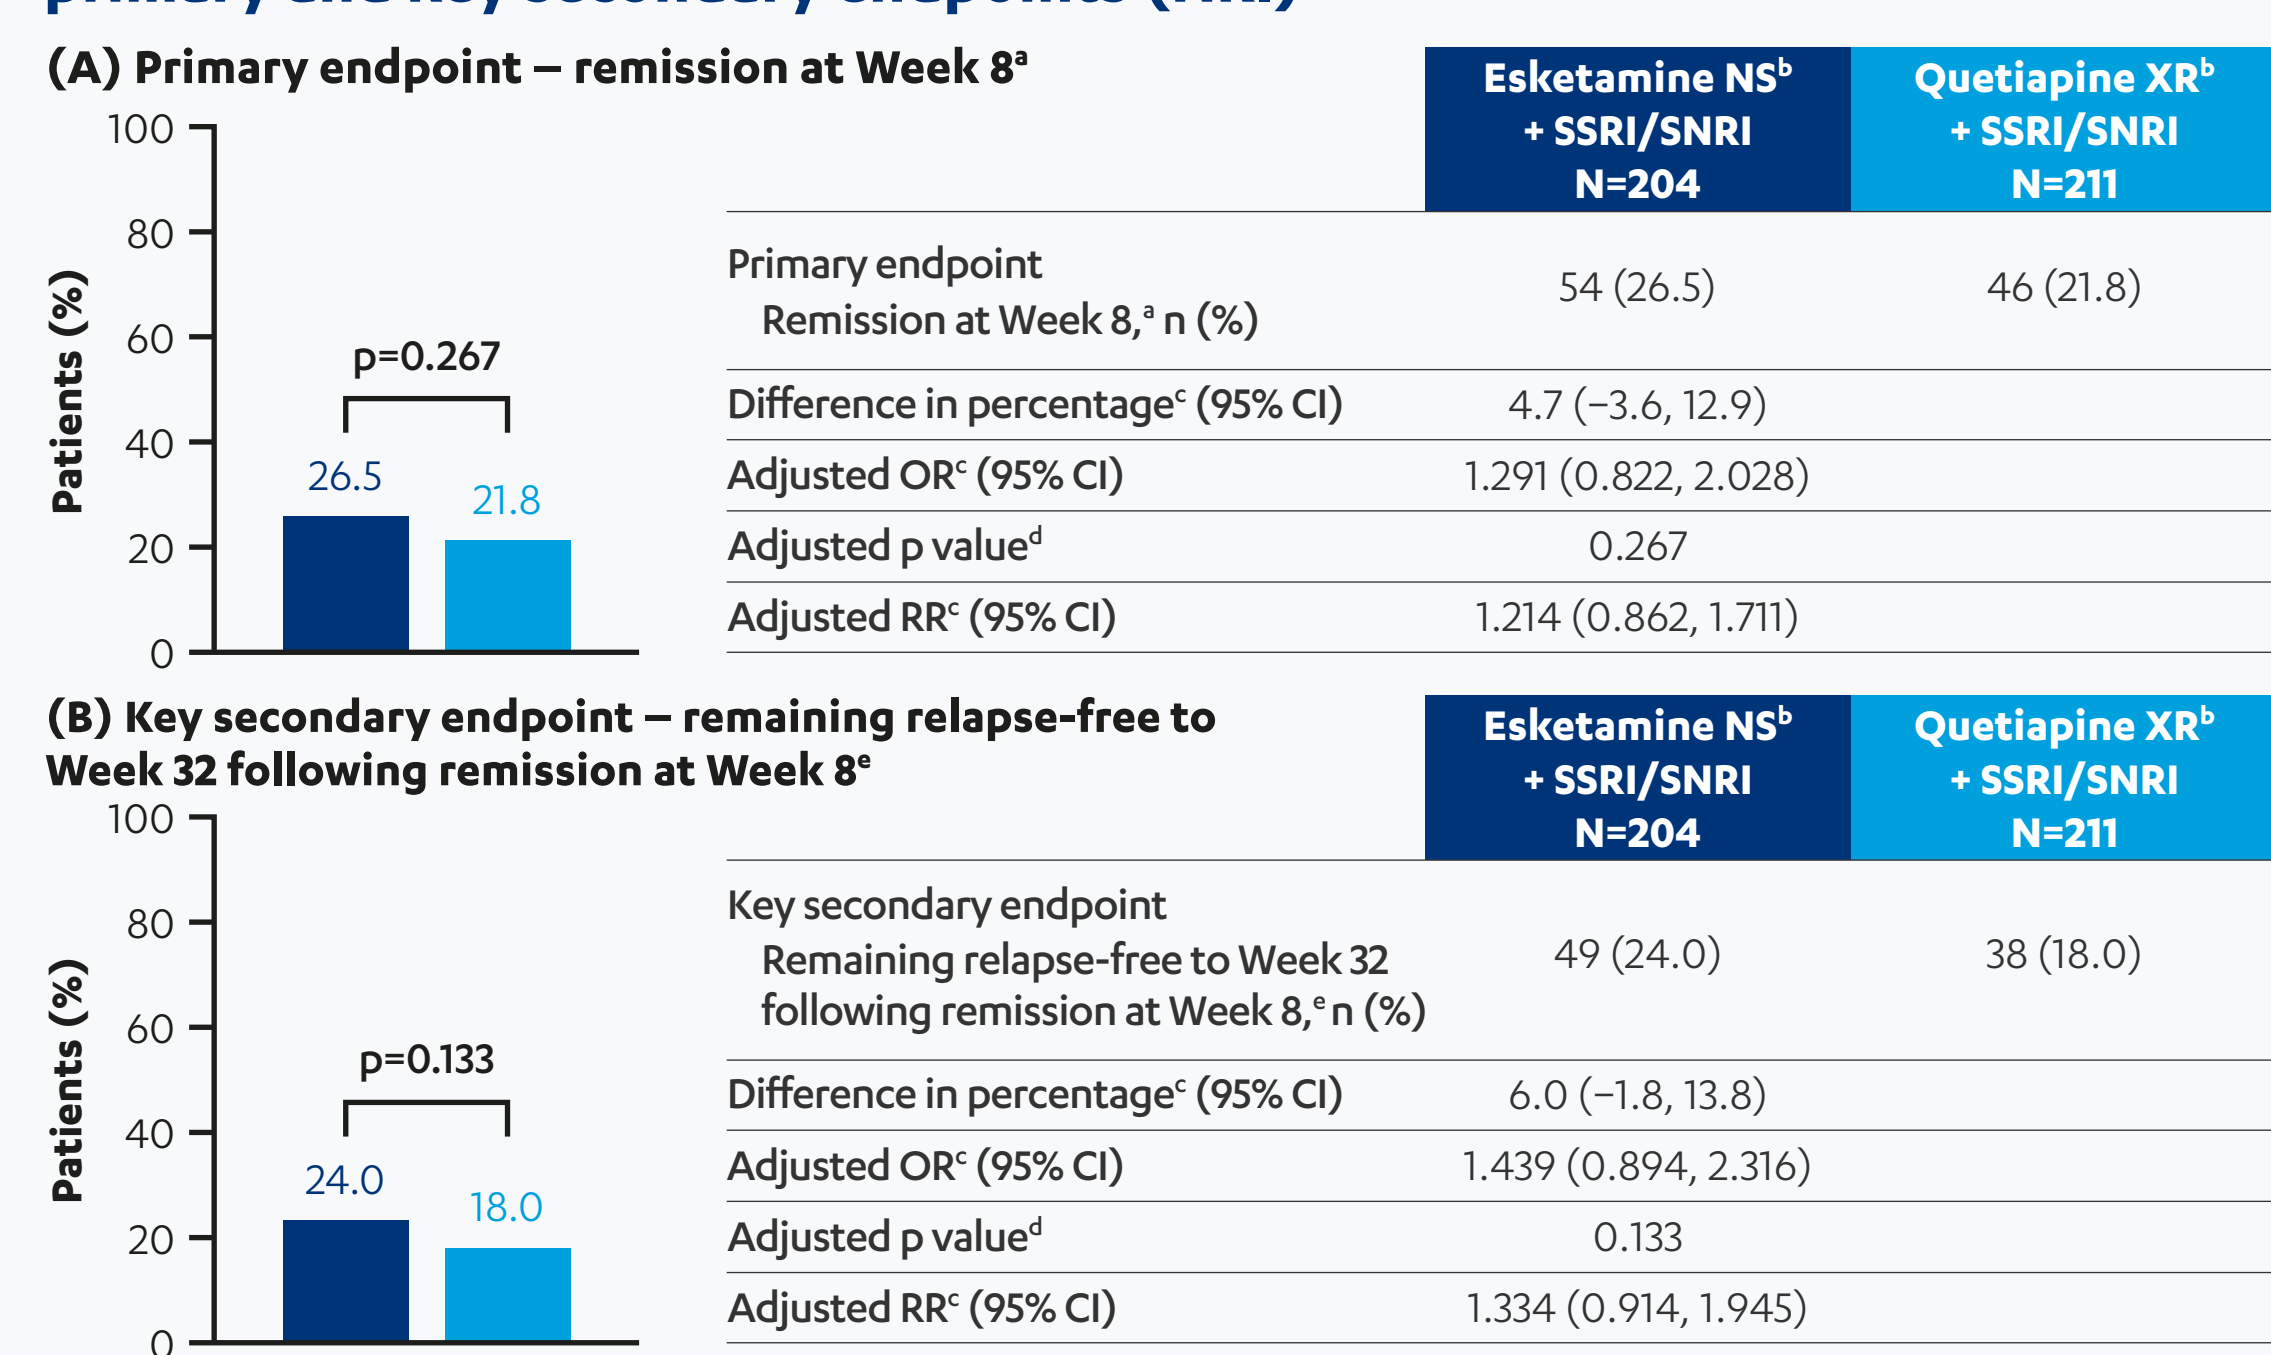 primary and key secondary endpoints (NRI)
(A) Primary endpoint – remission at Week 8ᵃ
100
80
60
40
20
0
Patients (%)
p=0.267
26.5
21.8
Esketamine NSᵇ
+ SSRI/SNRI
N=204
Quetiapine XRᵇ
+ SSRI/SNRI
N=211
Primary endpoint
Remission at Week 8,ᵃ n (%)
54 (26.5)
46 (21.8)
Difference in percentageᶜ (95% CI)
4.7 (−3.6, 12.9)
Adjusted ORᶜ (95% CI)
1.291 (0.822, 2.028)
Adjusted p valueᵈ
0.267
Adjusted RRᶜ (95% CI)
1.214 (0.862, 1.711)
(B) Key secondary endpoint – remaining relapse-free to
Week 32 following remission at Week 8ᵉ
100
80
60
40
20
0
Patients (%)
p=0.133
24.0
18.0
Esketamine NSᵇ
+ SSRI/SNRI
N=204
Quetiapine XRᵇ
+ SSRI/SNRI
N=211
Key secondary endpoint
Remaining relapse-free to Week 32
following remission at Week 8,ᵉ n (%)
49 (24.0)
38 (18.0)
Difference in percentageᶜ (95% CI)
6.0 (−1.8, 13.8)
Adjusted ORᶜ (95% CI)
1.439 (0.894, 2.316)
Adjusted p valueᵈ
0.133
Adjusted RRᶜ (95% CI)
1.334 (0.914, 1.945)